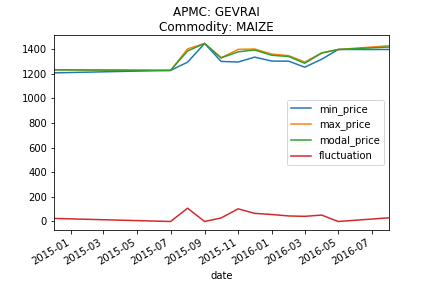 APMC: GEVRAI
Commodity: MAIZE
1400
1200
1000
800
600
400
200
0
min_price
max_price
modal_price
fluctuation
2015-01
2015-03
2015-05
2015-07
2015-09
2015-11
2016-01
2016-03
2016-05
2016-07
date